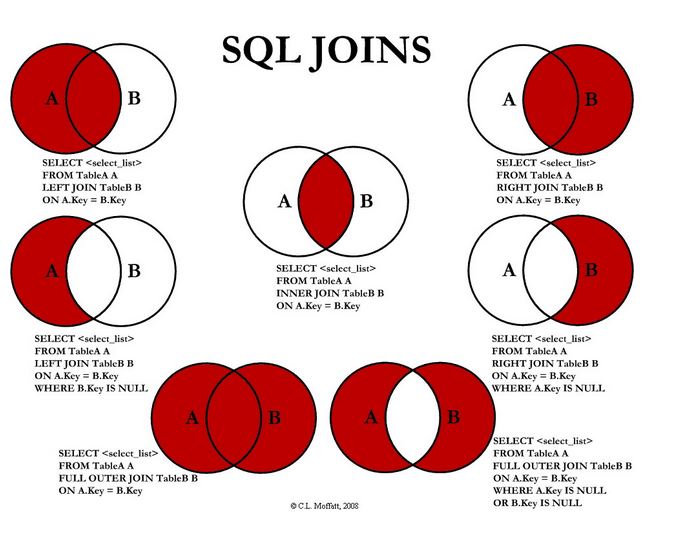 SQL JOINS
A B
SELECT <select_list>
FROM TableA A
LEFT JOIN TableB B
ON A.Key = B.Key
A B
SELECT <select_list>
FROM TableA A
RIGHT JOIN TableB B
ON A.Key = B.Key
A B
SELECT <select_list>
FROM TableA A
INNER JOIN TableB B
ON A.Key = B.Key
A B
SELECT <select_list>
FROM TableA A
LEFT JOIN TableB B
ON A.Key = B.Key
WHERE B.Key IS NULL
A B
SELECT <select_list>
FROM TableA A
RIGHT JOIN TableB B
ON A.Key = B.Key
WHERE A.Key IS NULL
A B
SELECT <select_list>
FROM TableA A
FULL OUTER JOIN TableB B
ON A.Key = B.Key
A B
SELECT <select_list>
FROM TableA A
FULL OUTER JOIN TableB B
ON A.Key = B.Key
WHERE A.Key IS NULL
OR B.Key IS NULL
© C.L. Moffatt, 2008